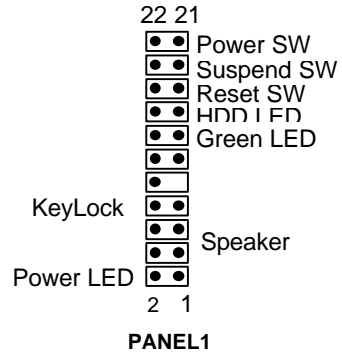 22 21
Power SW
Suspend SW
Reset SW
HDD LED
Green LED
KeyLock
Speaker
Power LED
2 1
PANEL1